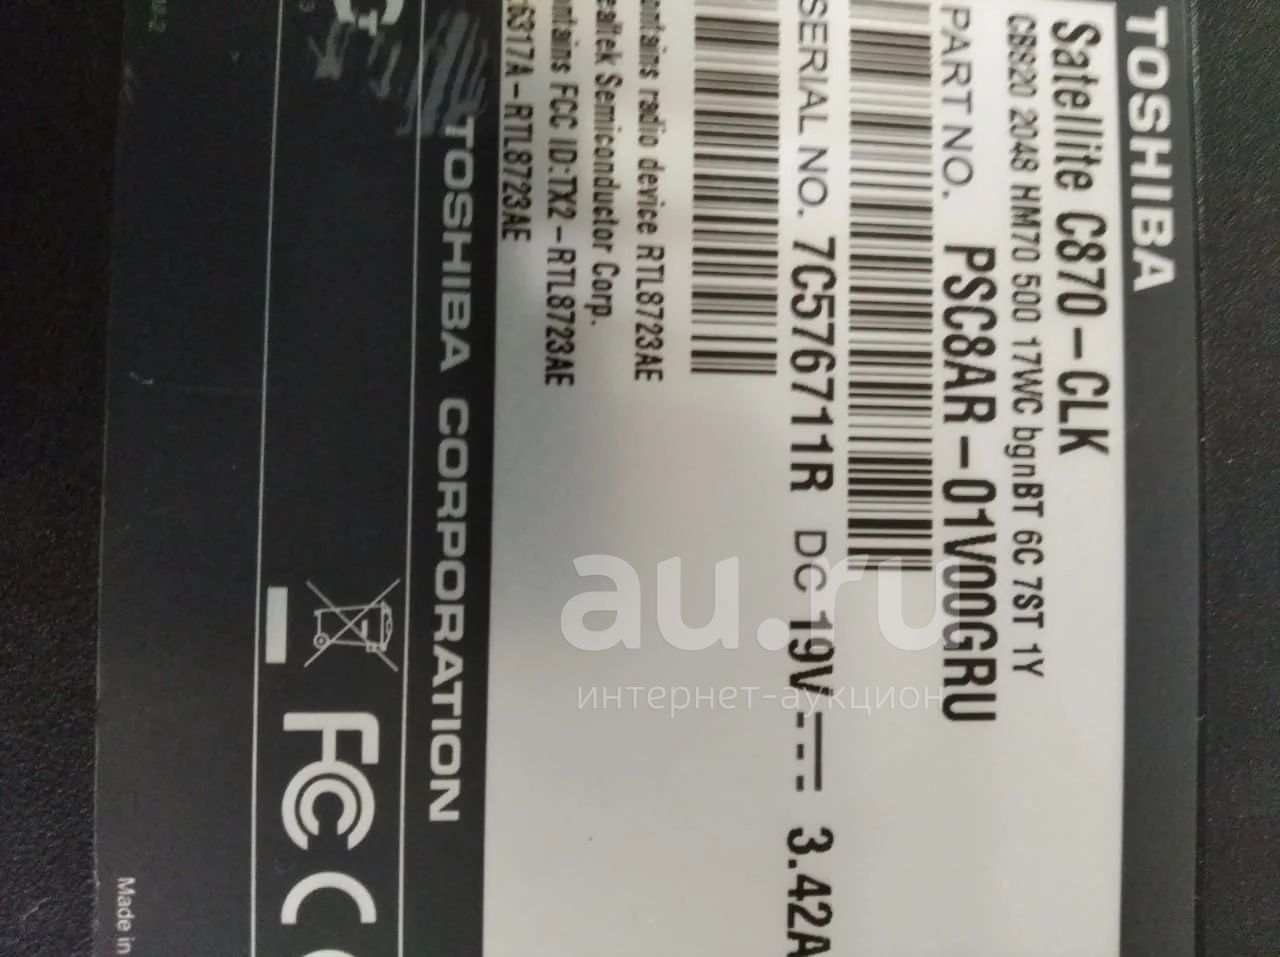 TOSHIBA
Satellite C870-CLK
CB820 2048 HM70 500 17WC bgnBT 6C 7ST 1Y
PART NO. PSC8AR-01V00GRU
SERIAL NO. 7C576711R DC 19V 3.42A
ontains radio device RTL8723AE
ealtek Semiconductor Corp.
ontains FCC ID:TX2-RTL8723AE
:6317A-RTL8723AE
TOSHIBA CORPORATION
FC C
Made in
au.ru
интернет-аукцион